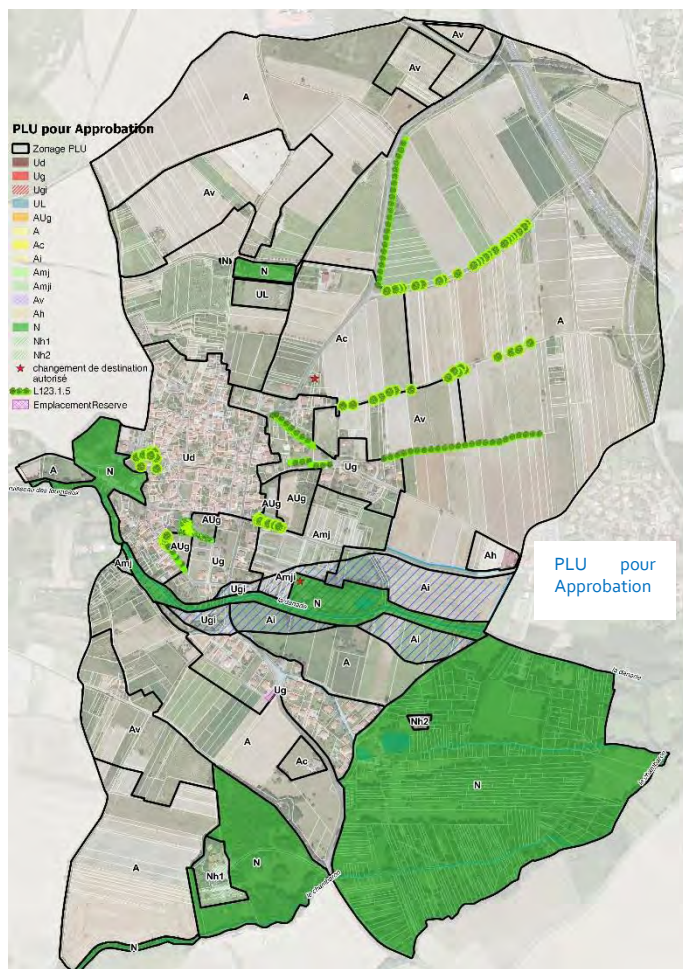 PLU pour Approbation
Zonage PLU
Ud
Ug
Ugi
UL
AUg
A
Ac
Ai
Amj
Amji
Av
Ah
N
Nh1
Nh2
changement de destination
autorisé
L123.1.5
EmplacementReserve
Av
Av
A
Av
N
UL
Ac
A
Av
Ud
Ug
A
N
AUg
AUg
AUg
AUg
Ug
Amj
Ah
Amj
Amj
Ai
Ugi
N
Ugi
Ai
Ai
A
Ug
PLU pour
Approbation
Av
A
Ac
Nh2
N
A
Nh1
N
N